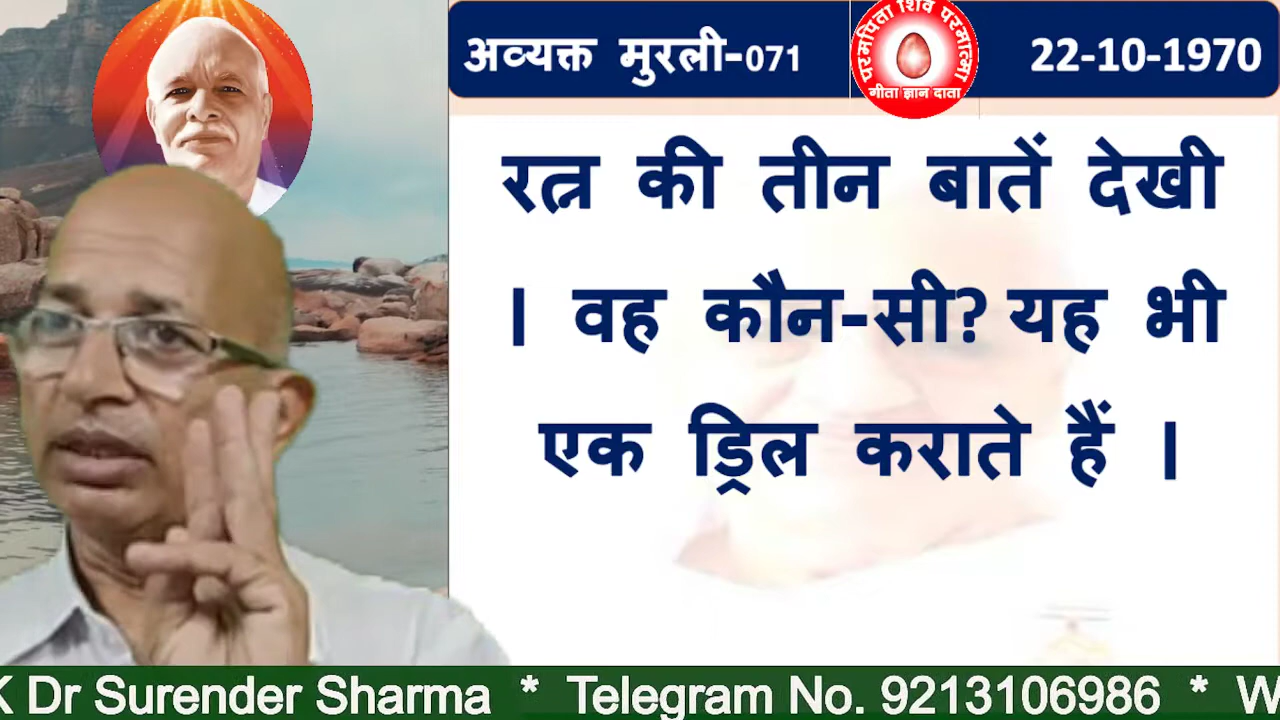 अव्यक्त मुरली-071
परमपिता शिव परमात्मा
गीता ज्ञान दाता
22-10-1970
रत्न की तीन बातें देखी
। वह कौन-सी? यह भी
एक ड्रिल कराते हैं ।
K Dr Surender Sharma * Telegram No. 9213106986 * W